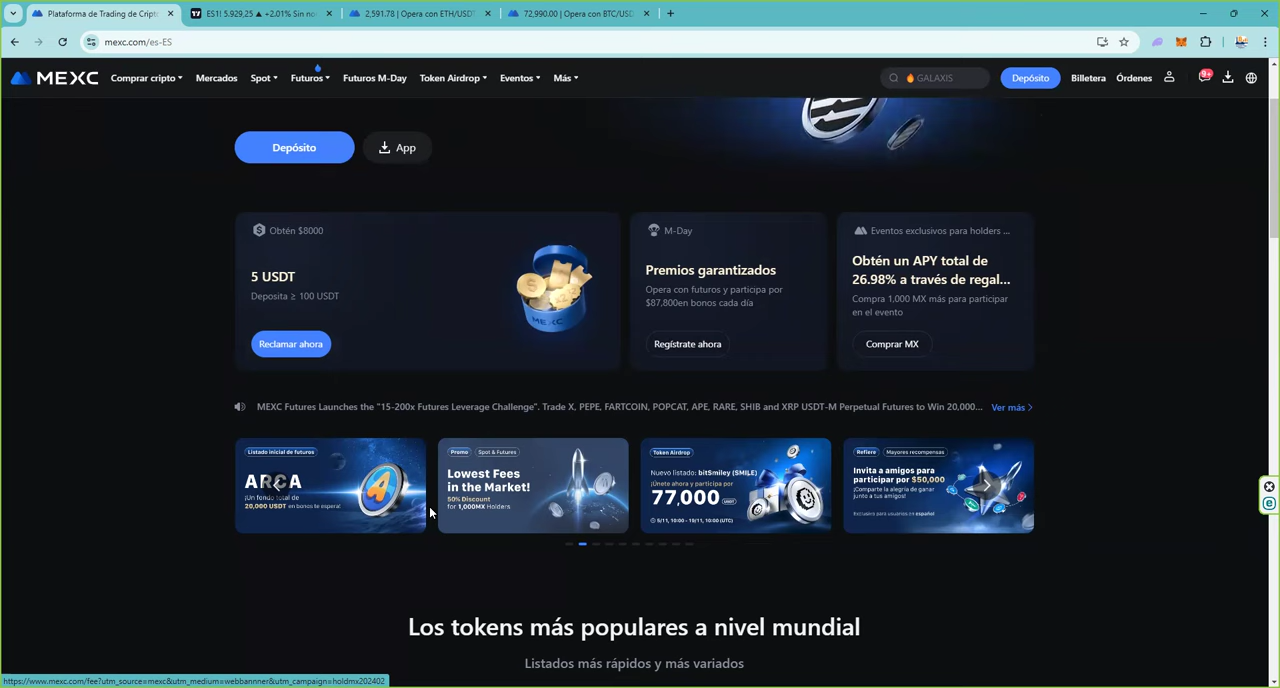 Plataforma de Trading de Cripto
ES1! 5.929,25 ▲ +2.01% Sin no
2,591.78 | Opera con ETH/USDT
72,990.00 | Opera con BTC/USD
mexc.com/es-ES
MEXC
Comprar cripto
Mercados
Spot
Futuros
Futuros M-Day
Token Airdrop
Eventos
Más
GALAXIS
Depósito
Billetera
Órdenes
9+
Depósito
App
Obtén $8000
5 USDT
Deposita ≥ 100 USDT
Reclamar ahora
MEXC
M-Day
Premios garantizados
Opera con futuros y participa por
$87,800en bonos cada día
Regístrate ahora
Eventos exclusivos para holders ...
Obtén un APY total de
26.98% a través de regal...
Compra 1,000 MX más para participar
en el evento
Comprar MX
MEXC Futures Launches the "15-200x Futures Leverage Challenge". Trade X, PEPE, FARTCOIN, POPCAT, APE, RARE, SHIB and XRP USDT-M Perpetual Futures to Win 20,000...
Ver más
Listado inicial de futuros
ARCA
¡Un fondo total de
20,000 USDT en bonos te espera!
Promo
Spot & Futures
Lowest Fees
in the Market!
50% Discount
for 1,000MX Holders
Token Airdrop
Nuevo listado: bitSmiley (SMILE)
¡Únete ahora y participa por
77,000 USDT
5/11, 10:00 - 15/11, 10:00 (UTC)
Refiere
Mayores recompensas
Invita a amigos para
participar por $50,000
¡Comparte la alegría de ganar
junto a tus amigos!
Exclusivo para usuarios en español
Los tokens más populares a nivel mundial
Listados más rápidos y más variados
https://www.mexc.com/fee?utm_source=mexc&utm_medium=webbannner&utm_campaign=holdmx202402